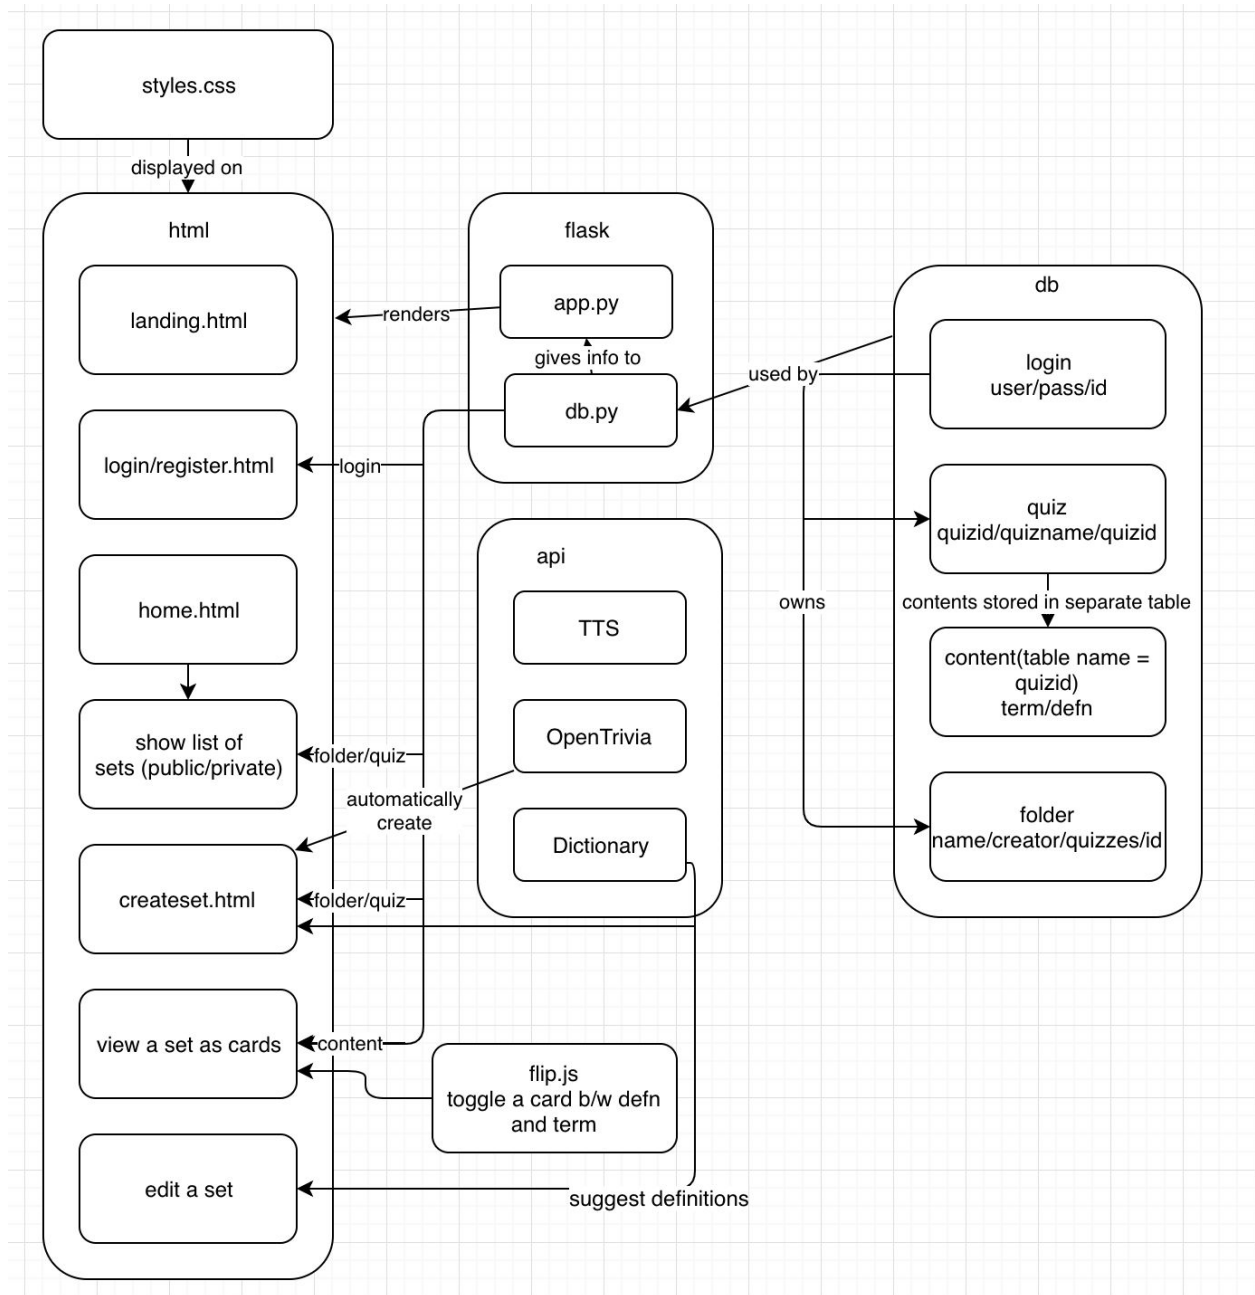 styles.css
displayed on
html
landing.html
login/register.html
home.html
show list of
sets (public/private)
createset.html
view a set as cards
edit a set
flask
app.py
renders
gives info to
db.py
login
folder/quiz
automatically
create
folder/quiz
content
api
TTS
OpenTrivia
Dictionary
flip.js
toggle a card b/w defn
and term
suggest definitions
used by
owns
db
login
user/pass/id
quiz
quizid/quizname/quizid
contents stored in separate table
content(table name =
quizid)
term/defn
folder
name/creator/quizzes/id